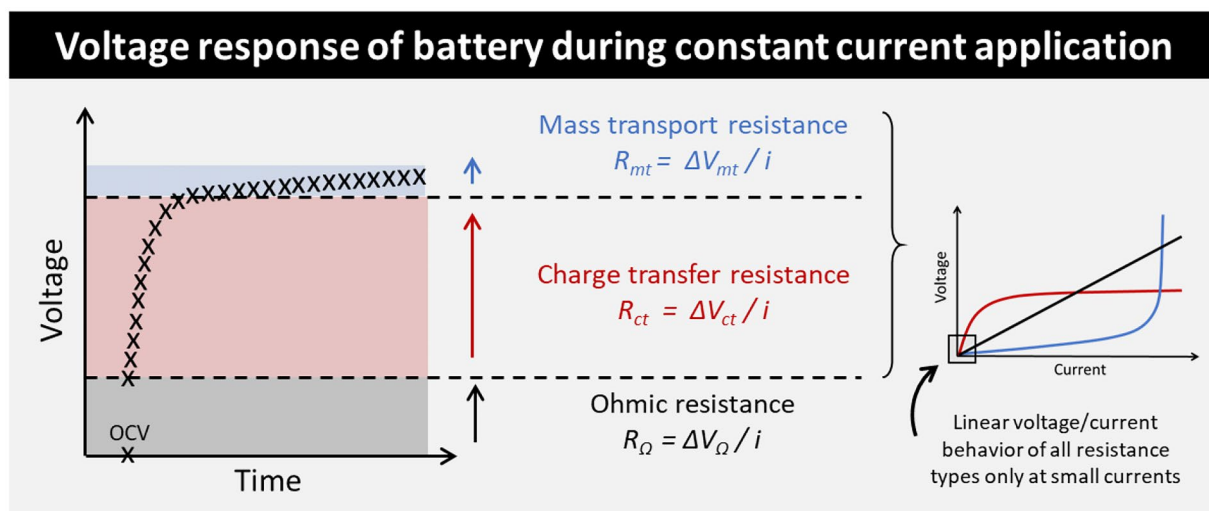 Voltage response of battery during constant current application
Voltage
OCV
Time
Mass transport resistance
Rmt = ΔVmt / i
Charge transfer resistance
Rct = ΔVct / i
Ohmic resistance
RΩ = ΔVΩ / i
Voltage
Current
Linear voltage/current
behavior of all resistance
types only at small currents